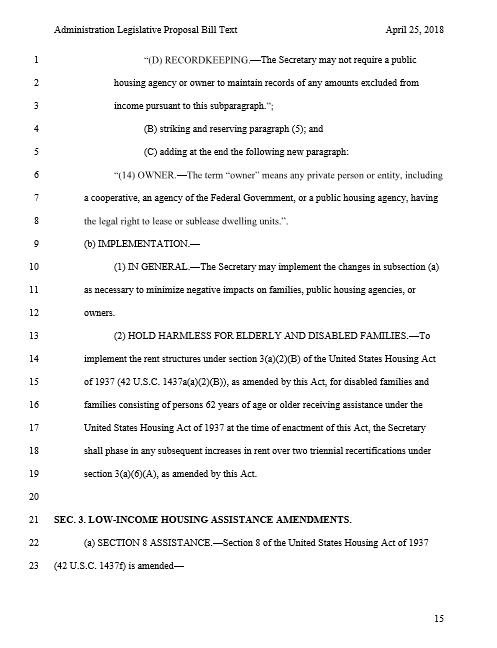 Administration Legislative Proposal Bill Text April 25, 2018
1 “(D) RECORDKEEPING.—The Secretary may not require a public
2 housing agency or owner to maintain records of any amounts excluded from
3 income pursuant to this subparagraph.”;
4 (B) striking and reserving paragraph (5); and
5 (C) adding at the end the following new paragraph:
6 “(14) OWNER.—The term “owner” means any private person or entity, including
7 a cooperative, an agency of the Federal Government, or a public housing agency, having
8 the legal right to lease or sublease dwelling units.”.
9 (b) IMPLEMENTATION.—
10 (1) IN GENERAL.—The Secretary may implement the changes in subsection (a)
11 as necessary to minimize negative impacts on families, public housing agencies, or
12 owners.
13 (2) HOLD HARMLESS FOR ELDERLY AND DISABLED FAMILIES.—To
14 implement the rent structures under section 3(a)(2)(B) of the United States Housing Act
15 of 1937 (42 U.S.C. 1437a(a)(2)(B)), as amended by this Act, for disabled families and
16 families consisting of persons 62 years of age or older receiving assistance under the
17 United States Housing Act of 1937 at the time of enactment of this Act, the Secretary
18 shall phase in any subsequent increases in rent over two triennial recertifications under
19 section 3(a)(6)(A), as amended by this Act.
20
21 SEC. 3. LOW-INCOME HOUSING ASSISTANCE AMENDMENTS.
22 (a) SECTION 8 ASSISTANCE.—Section 8 of the United States Housing Act of 1937
23 (42 U.S.C. 1437f) is amended—
15